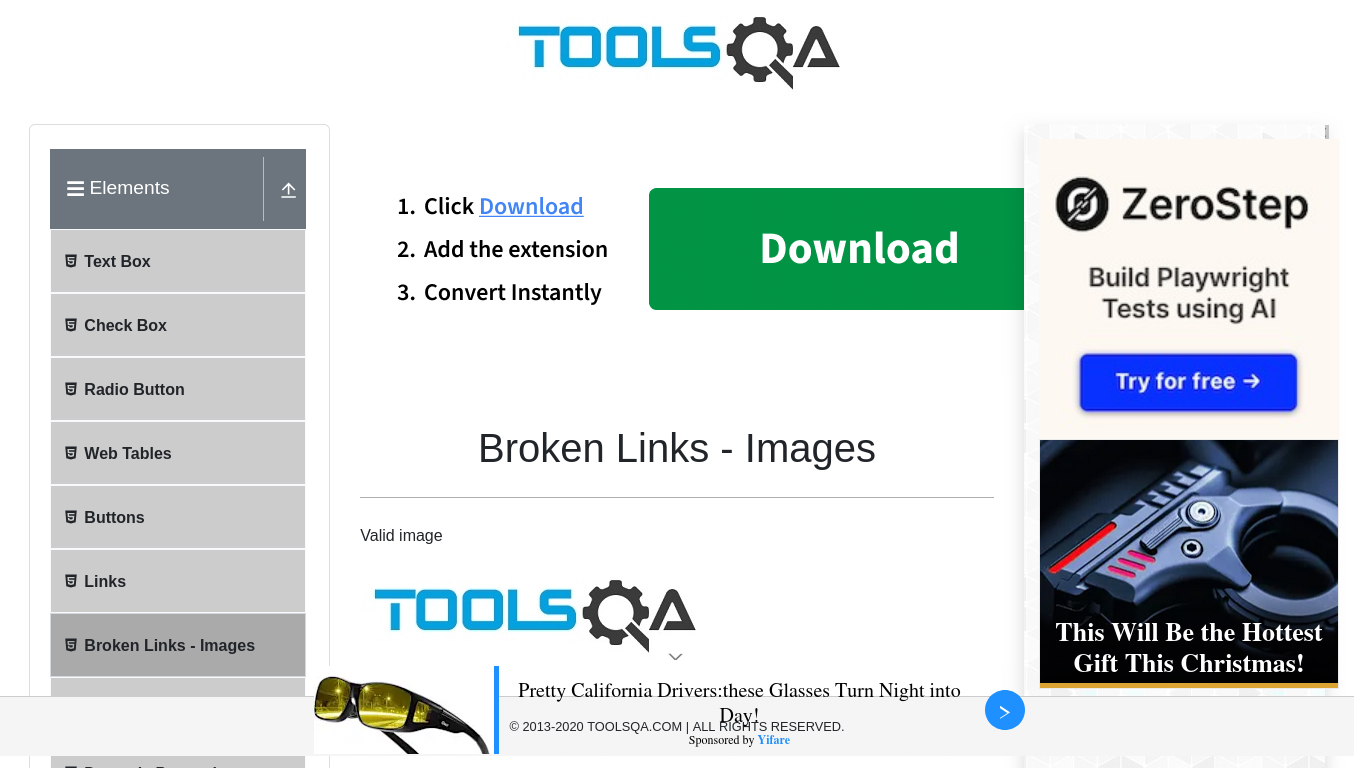 TOOLSQA
Elements
Text Box
Check Box
Radio Button
Web Tables
Buttons
Links
Broken Links - Images
1. Click Download
2. Add the extension
3. Convert Instantly
Download
Broken Links - Images
Valid image
TOOLSQA
ZeroStep
Build Playwright
Tests using AI
Try for free →
This Will Be the Hottest
Gift This Christmas!
Pretty California Drivers:these Glasses Turn Night into
Day!
© 2013-2020 TOOLSQA.COM | ALL RIGHTS RESERVED.
Sponsored by Yifare